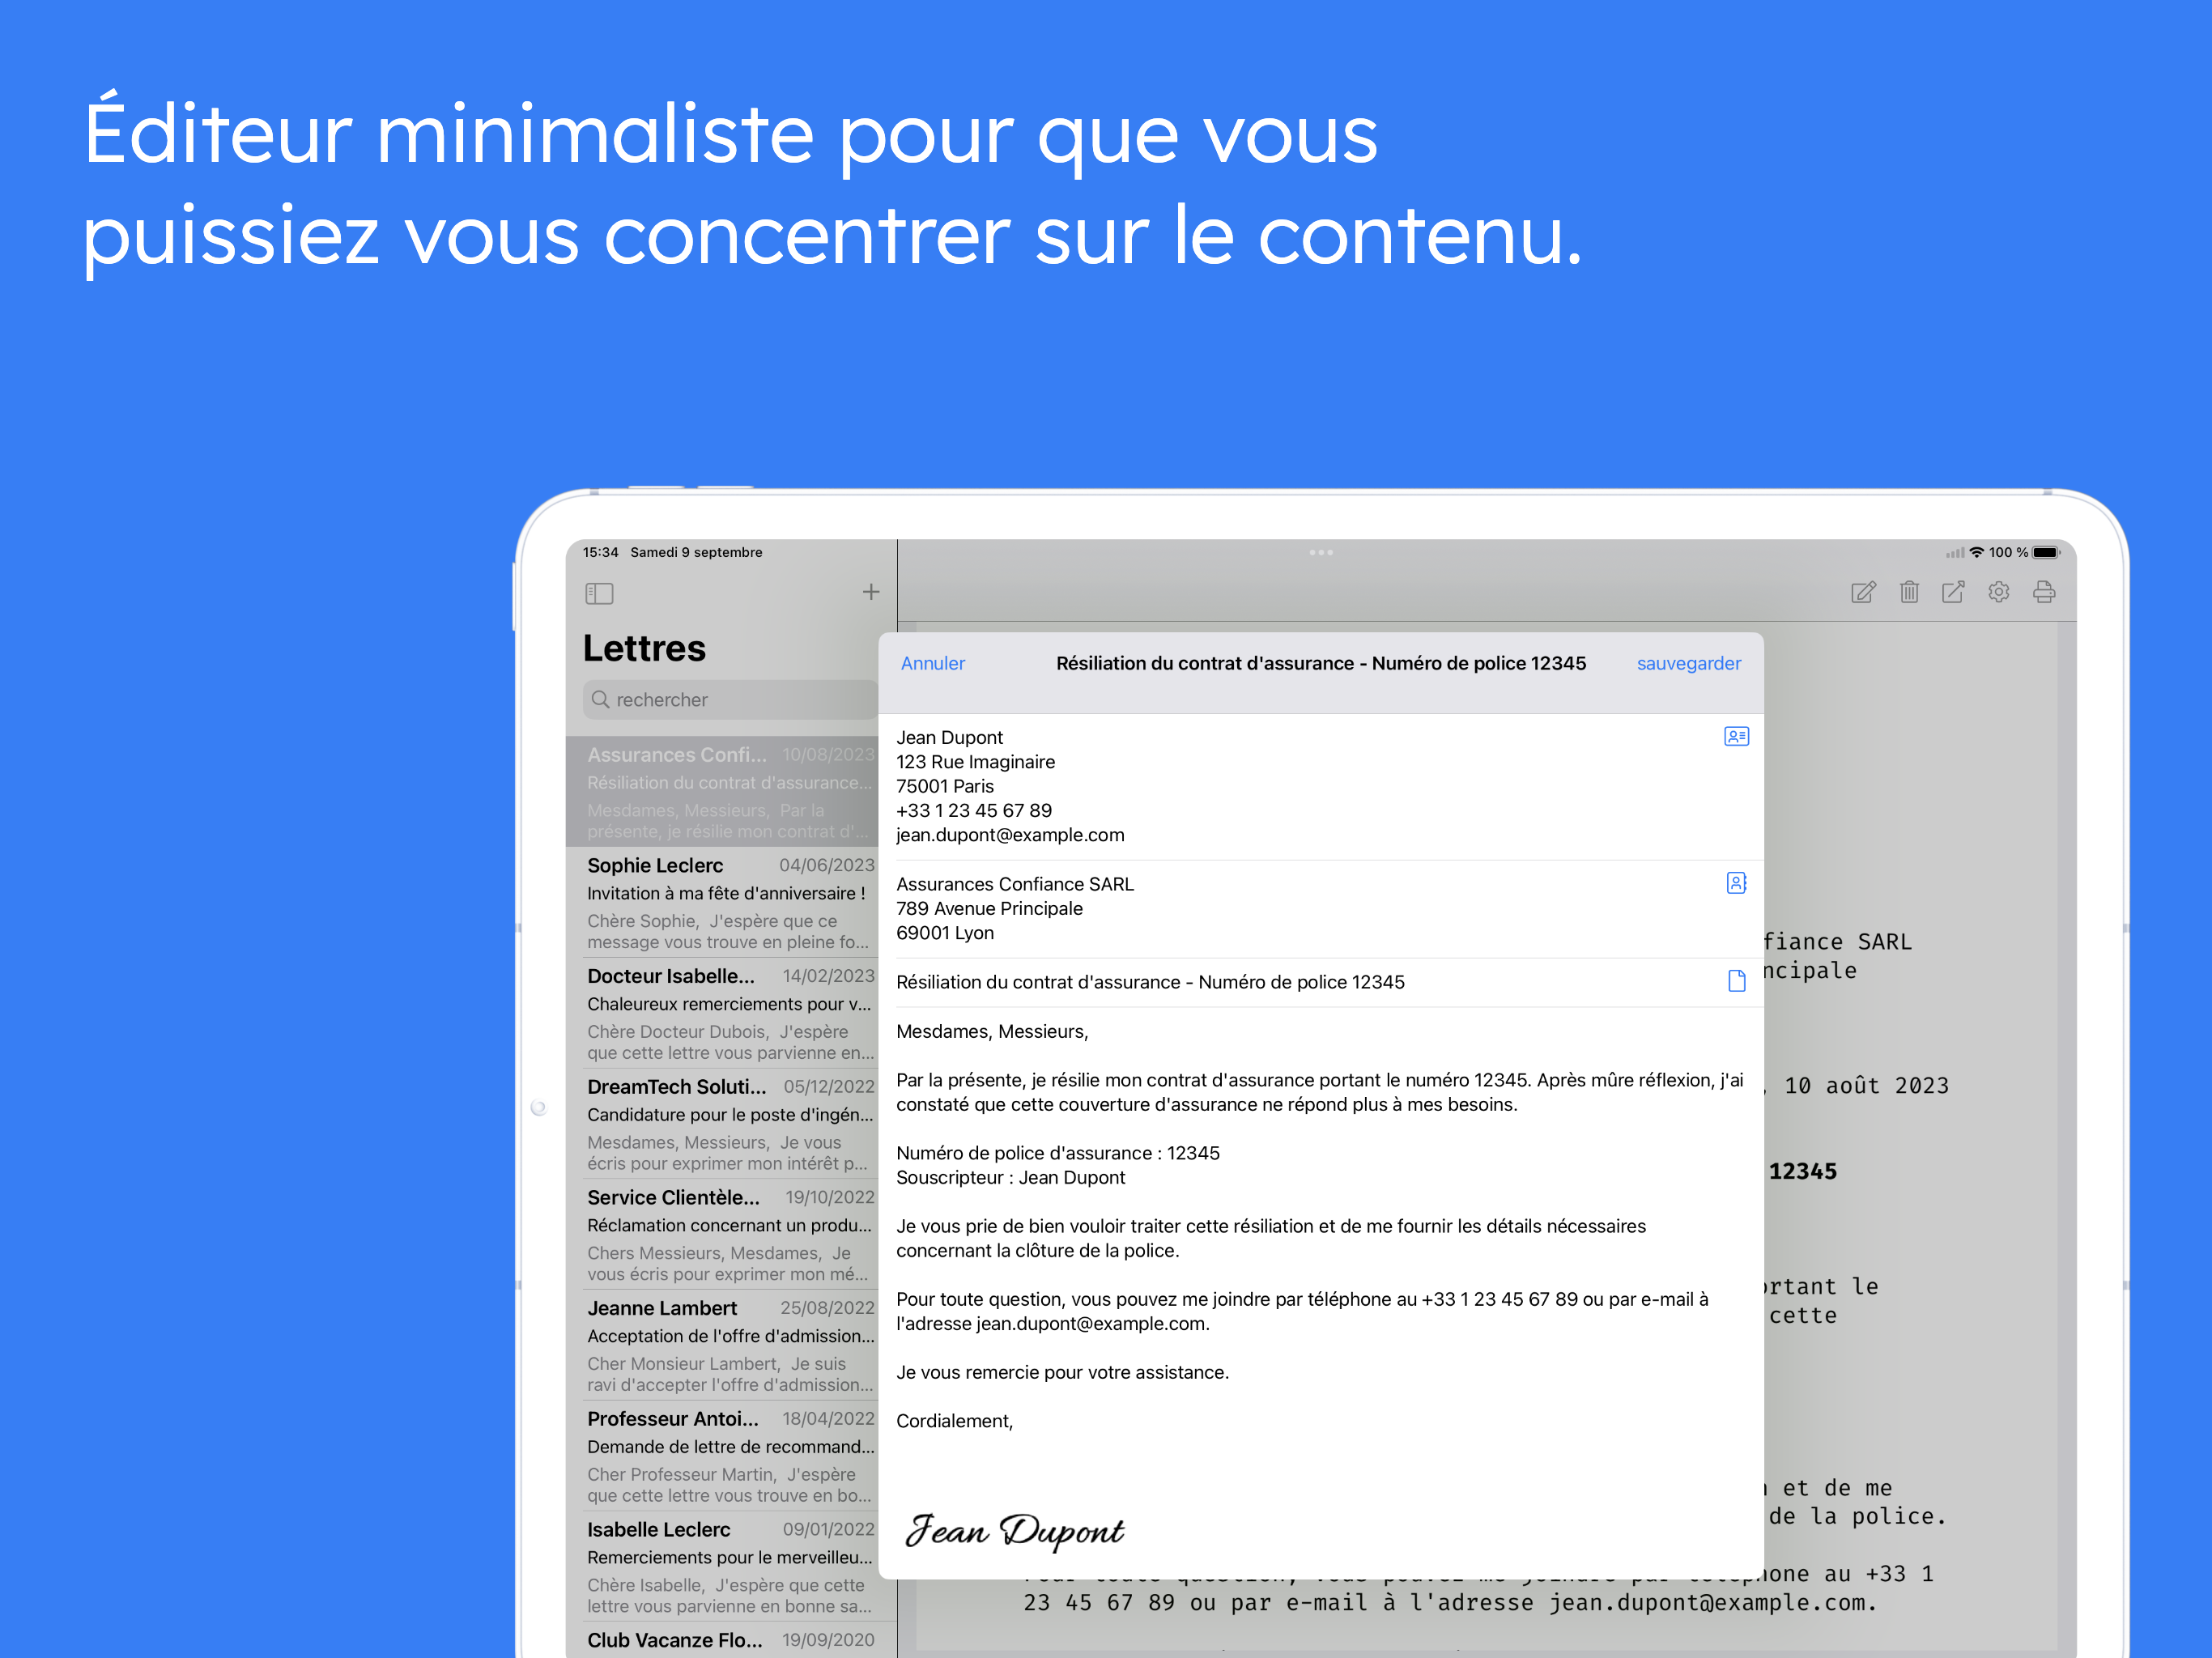 Éditeur minimaliste pour que vous
puissiez vous concentrer sur le contenu.
15:34 Samedi 9 septembre
100 %
Lettres
rechercher
Assurances Confi... 10/08/2023
Résiliation du contrat d'assurance...
Mesdames, Messieurs, Par la
présente, je résilie mon contrat d'...
Sophie Leclerc 04/06/2023
Invitation à ma fête d'anniversaire !
Chère Sophie, J'espère que ce
message vous trouve en pleine fo...
Docteur Isabelle... 14/02/2023
Chaleureux remerciements pour v...
Chère Docteur Dubois, J'espère
que cette lettre vous parvienne en...
DreamTech Soluti... 05/12/2022
Candidature pour le poste d'ingén...
Mesdames, Messieurs, Je vous
écris pour exprimer mon intérêt p...
Service Clientèle... 19/10/2022
Réclamation concernant un produ...
Chers Messieurs, Mesdames, Je
vous écris pour exprimer mon mé...
Jeanne Lambert 25/08/2022
Acceptation de l'offre d'admission...
Cher Monsieur Lambert, Je suis
ravi d'accepter l'offre d'admission...
Professeur Antoi... 18/04/2022
Demande de lettre de recommand...
Cher Professeur Martin, J'espère
que cette lettre vous trouve en bo...
Isabelle Leclerc 09/01/2022
Remerciements pour le merveilleu...
Chère Isabelle, J'espère que cette
lettre vous parvienne en bonne sa...
Club Vacanze Flo... 19/09/2020
Annuler Résiliation du contrat d'assurance - Numéro de police 12345 sauvegarder
Jean Dupont
123 Rue Imaginaire
75001 Paris
+33 1 23 45 67 89
jean.dupont@example.com
Assurances Confiance SARL
789 Avenue Principale
69001 Lyon
Résiliation du contrat d'assurance - Numéro de police 12345
Mesdames, Messieurs,
Par la présente, je résilie mon contrat d'assurance portant le numéro 12345. Après mûre réflexion, j'ai
constaté que cette couverture d'assurance ne répond plus à mes besoins.
Numéro de police d'assurance : 12345
Souscripteur : Jean Dupont
Je vous prie de bien vouloir traiter cette résiliation et de me fournir les détails nécessaires
concernant la clôture de la police.
Pour toute question, vous pouvez me joindre par téléphone au +33 1 23 45 67 89 ou par e-mail à
l'adresse jean.dupont@example.com.
Je vous remercie pour votre assistance.
Cordialement,
Jean Dupont
fiance SARL
ncipale
, 10 août 2023
12345
ortant le
cette
et de me
de la police.
Pour toute question, vous pouvez me joindre par téléphone au +33 1
23 45 67 89 ou par e-mail à l'adresse jean.dupont@example.com.